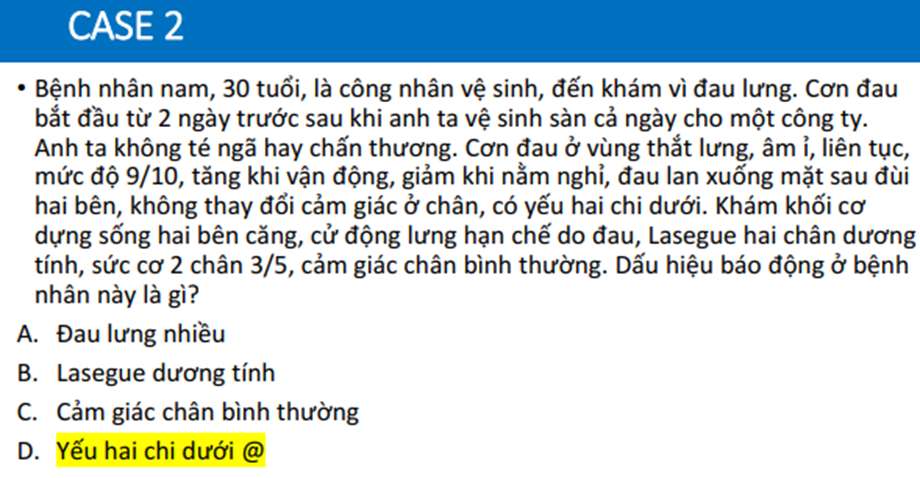 CASE 2
• Bệnh nhân nam, 30 tuổi, là công nhân vệ sinh, đến khám vì đau lưng. Cơn đau
bắt đầu từ 2 ngày trước sau khi anh ta vệ sinh sàn cả ngày cho một công ty.
Anh ta không té ngã hay chấn thương. Cơn đau ở vùng thắt lưng, âm ỉ, liên tục,
mức độ 9/10, tăng khi vận động, giảm khi nằm nghỉ, đau lan xuống mặt sau đùi
hai bên, không thay đổi cảm giác ở chân, có yếu hai chi dưới. Khám khối cơ
dựng sống hai bên căng, cử động lưng hạn chế do đau, Lasegue hai chân dương
tính, sức cơ 2 chân 3/5, cảm giác chân bình thường. Dấu hiệu báo động ở bệnh
nhân này là gì?
A. Đau lưng nhiều
B. Lasegue dương tính
C. Cảm giác chân bình thường
D. Yếu hai chi dưới @